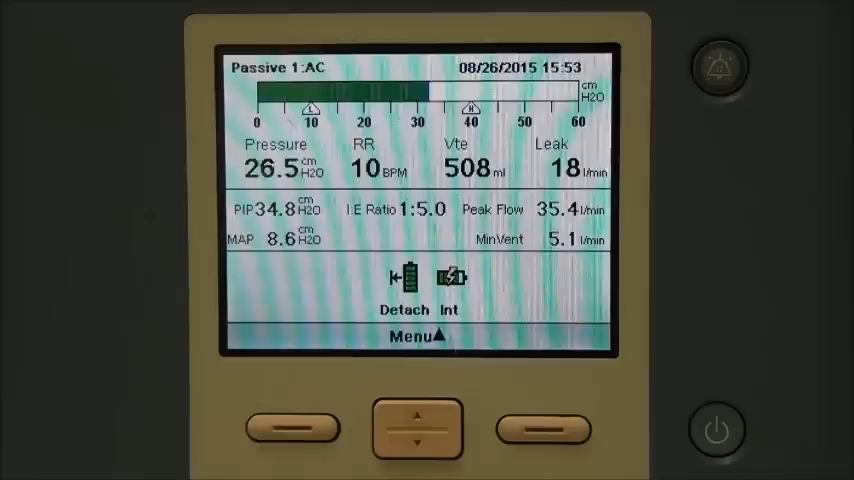 Passive 1:AC 08/26/2015 15:53
cm H2O
L H
0 10 20 30 40 50 60
Pressure RR Vte Leak
26.5 cm H2O 10 BPM 508 ml 18 l/min
PIP 34.8 cm H2O I:E Ratio 1:5.0 Peak Flow 35.4 l/min
MAP 8.6 cm H2O MinVent 5.1 l/min
Detach Int
Menu